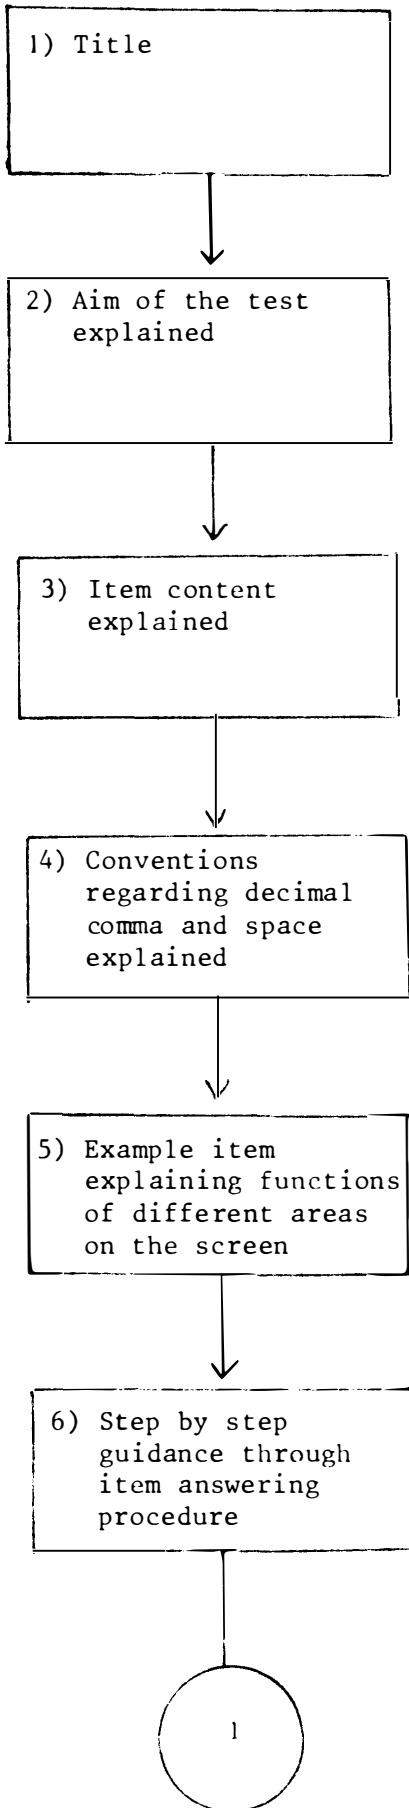 1) Title
2) Aim of the test
explained
3) Item content
explained
4) Conventions
regarding decimal
comma and space
explained
5) Example item
explaining functions
of different areas
on the screen
6) Step by step
guidance through
item answering
procedure
1